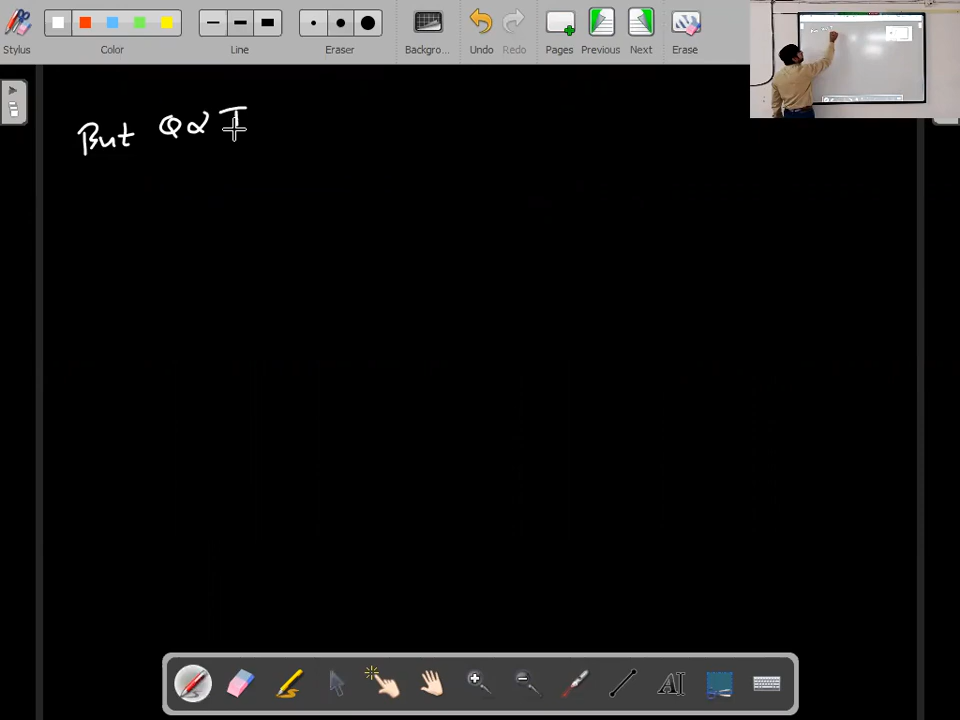 Stylus
Color
Line
Eraser
Backgro...
Undo
Redo
Pages
Previous
Next
Erase
But Q α T